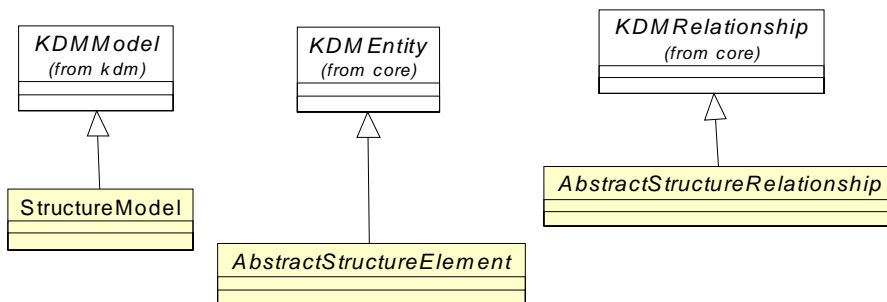 KDMModel
(from kdm)
KDMEntity
(from core)
KDMRelationship
(from core)
StructureModel
AbstractStructureElement
AbstractStructureRelationship